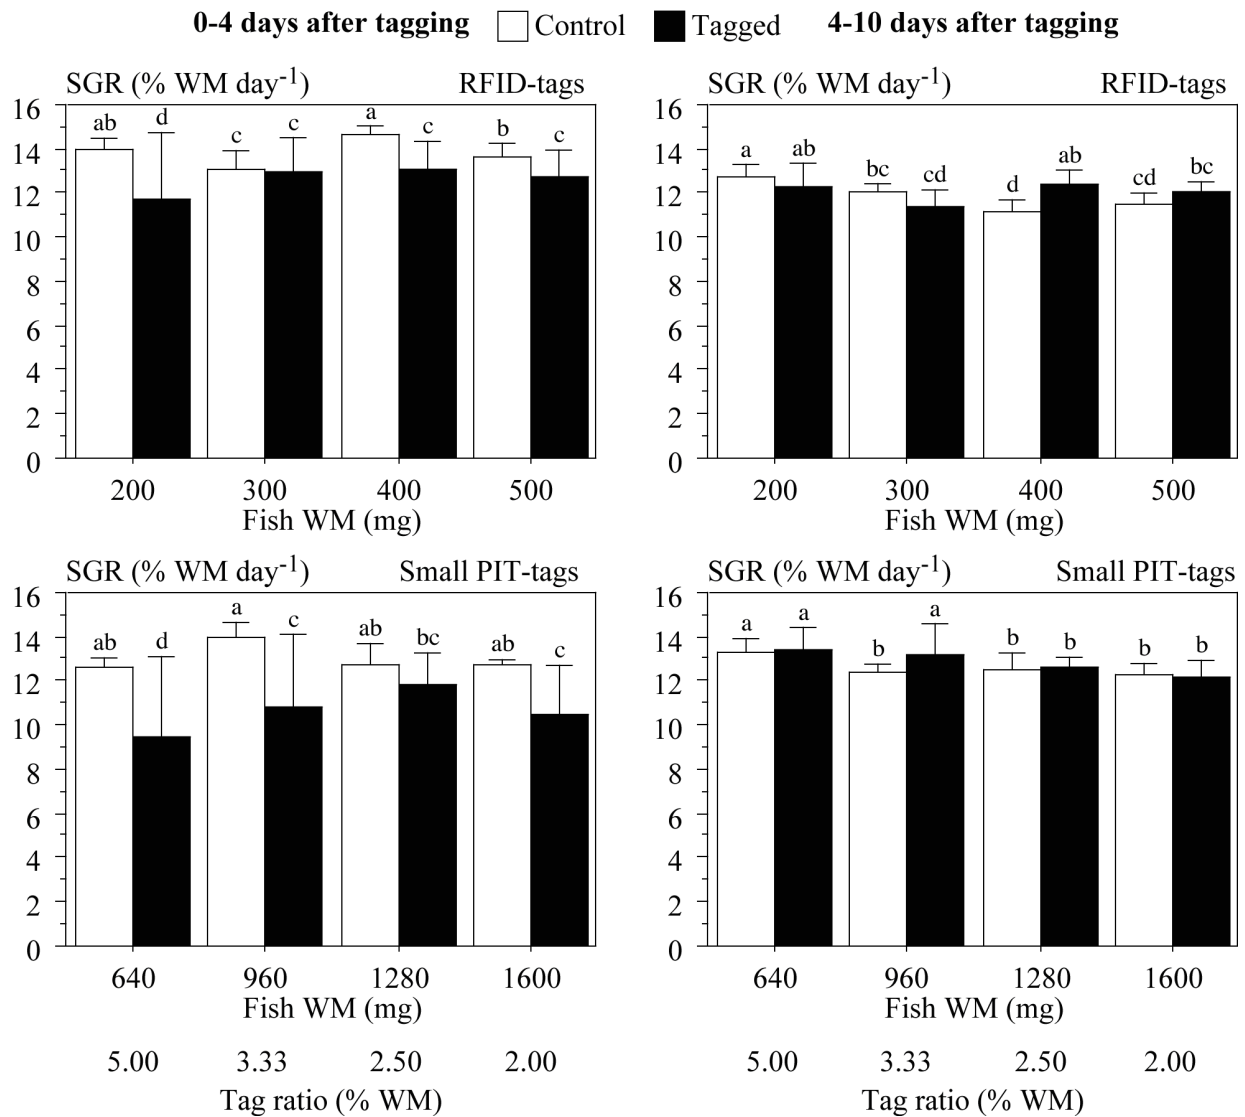 0-4 days after tagging Control Tagged 4-10 days after tagging
SGR (% WM day-1) RFID-tags
16
14
12
10
8
6
4
2
0
ab d c c a c b c
200 300 400 500
Fish WM (mg)
SGR (% WM day-1) RFID-tags
16
14
12
10
8
6
4
2
0
a ab bc cd d ab cd bc
200 300 400 500
Fish WM (mg)
SGR (% WM day-1) Small PIT-tags
16
14
12
10
8
6
4
2
0
ab d a c ab bc ab c
640 960 1280 1600
Fish WM (mg)
5.00 3.33 2.50 2.00
Tag ratio (% WM)
SGR (% WM day-1) Small PIT-tags
16
14
12
10
8
6
4
2
0
a a b a b b b b
640 960 1280 1600
Fish WM (mg)
5.00 3.33 2.50 2.00
Tag ratio (% WM)